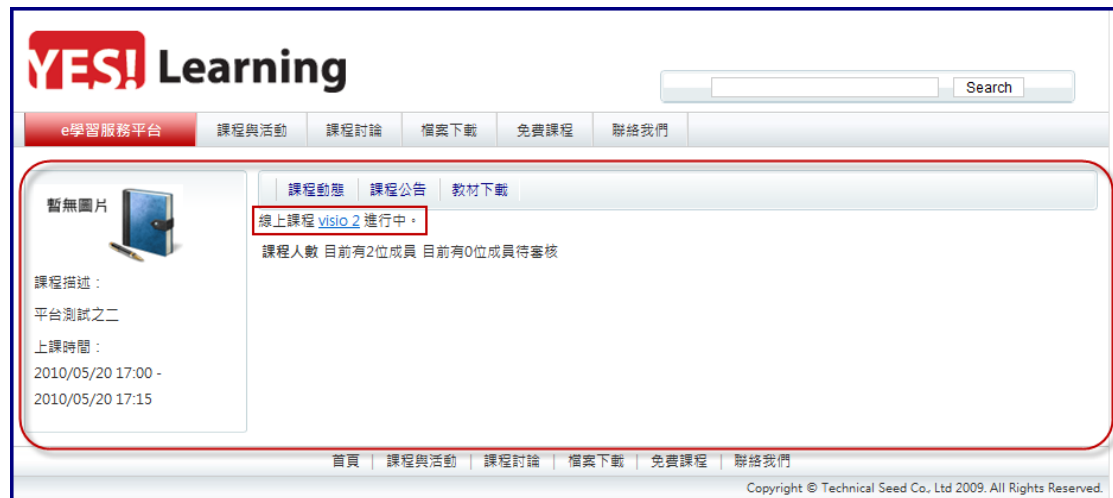 YES! Learning
Search
e學習服務平台 課程與活動 課程討論 檔案下載 免費課程 聯絡我們
暫無圖片
課程描述：
平台測試之二
上課時間：
2010/05/20 17:00 -
2010/05/20 17:15
課程動態 課程公告 教材下載
線上課程 visio 2 進行中。
課程人數 目前有2位成員 目前有0位成員待審核
首頁 | 課程與活動 | 課程討論 | 檔案下載 | 免費課程 | 聯絡我們
Copyright © Technical Seed Co., Ltd 2009. All Rights Reserved.